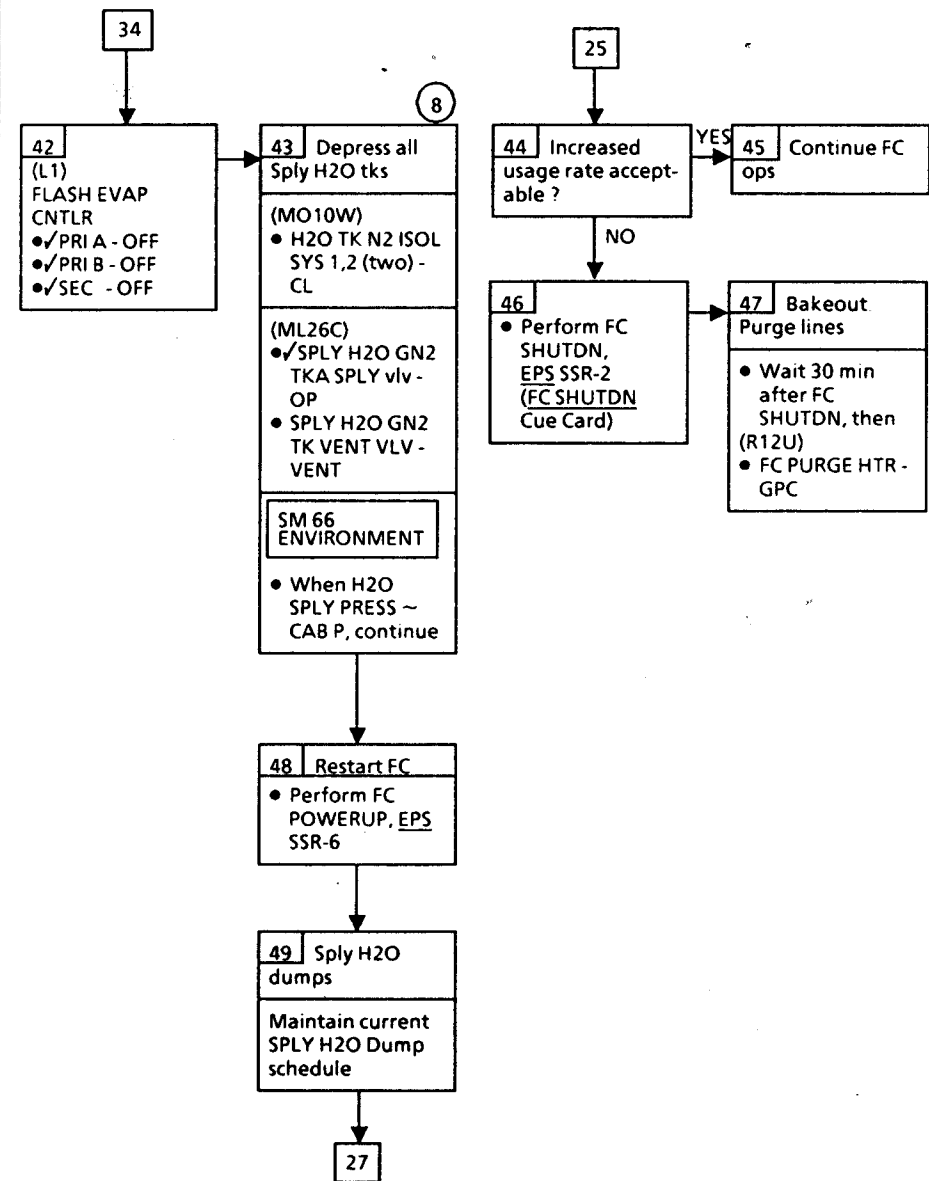 34
42
(L1)
FLASH EVAP
CNTLR
●✓PRI A - OFF
●✓PRI B - OFF
●✓SEC - OFF
8
43 Depress all
Sply H2O tks
(MO10W)
● H2O TK N2 ISOL
SYS 1,2 (two) -
CL
(ML26C)
●✓SPLY H2O GN2
TKA SPLY vlv -
OP
● SPLY H2O GN2
TK VENT VLV -
VENT
SM 66
ENVIRONMENT
● When H2O
SPLY PRESS ~
CAB P, continue
48 Restart FC
● Perform FC
POWERUP, EPS
SSR-6
49 Sply H2O
dumps
Maintain current
SPLY H2O Dump
schedule
27
25
44 Increased
usage rate accept-
able ?
YES
45 Continue FC
ops
NO
46
● Perform FC
SHUTDN,
EPS SSR-2
(FC SHUTDN
Cue Card)
47 Bakeout
Purge lines
● Wait 30 min
after FC
SHUTDN, then
(R12U)
● FC PURGE HTR -
GPC